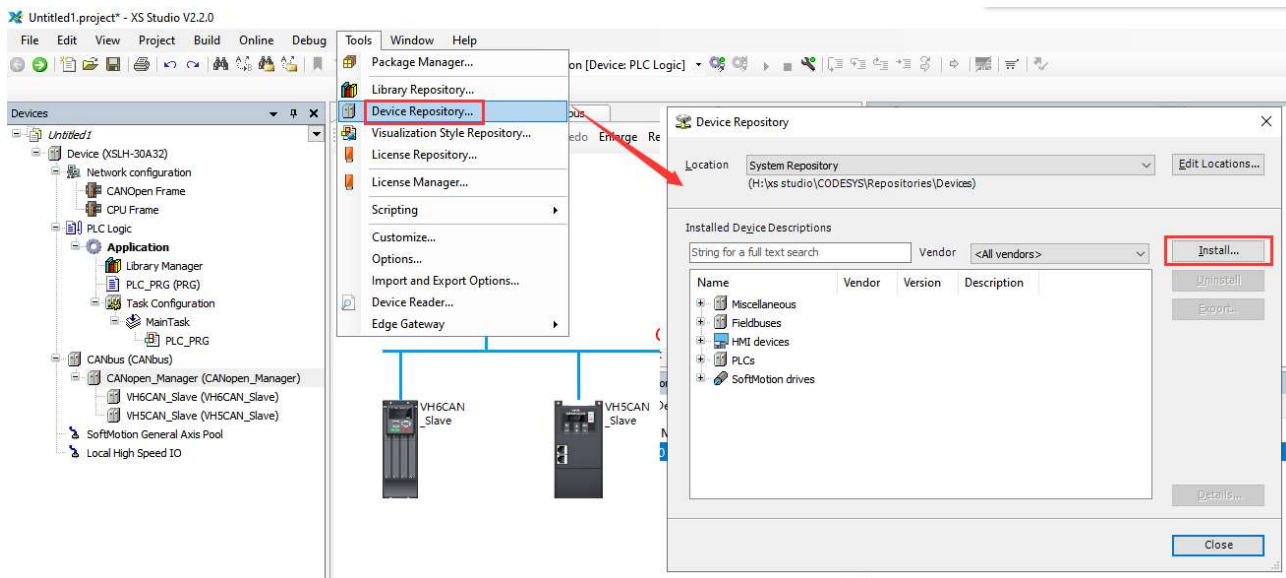 Untitled1.project* - XS Studio V2.2.0
File Edit View Project Build Online Debug Tools Window Help
on [Device: PLC Logic]
Devices
Untitled1
Device (XSLH-30A32)
Network configuration
CANOpen Frame
CPU Frame
PLC Logic
Application
Library Manager
PLC_PRG (PRG)
Task Configuration
MainTask
PLC_PRG
CANbus (CANbus)
CANopen_Manager (CANopen_Manager)
VH6CAN_Slave (VH6CAN_Slave)
VH5CAN_Slave (VH5CAN_Slave)
SoftMotion General Axis Pool
Local High Speed IO
Package Manager...
Library Repository...
Device Repository...
Visualization Style Repository...
License Repository...
License Manager...
Scripting
Customize...
Options...
Import and Export Options...
Device Reader...
Edge Gateway
bus
edo Enlarge Re
VH6CAN
_Slave
VH5CAN
_Slave
Device Repository
Location System Repository Edit Locations...
(H:\xs studio\CODESYS\Repositories\Devices)
Installed Device Descriptions
String for a full text search Vendor <All vendors> Install...
Name Vendor Version Description Uninstall
Miscellaneous Export...
Fieldbuses
HMI devices
PLCs
SoftMotion drives
Details...
Close